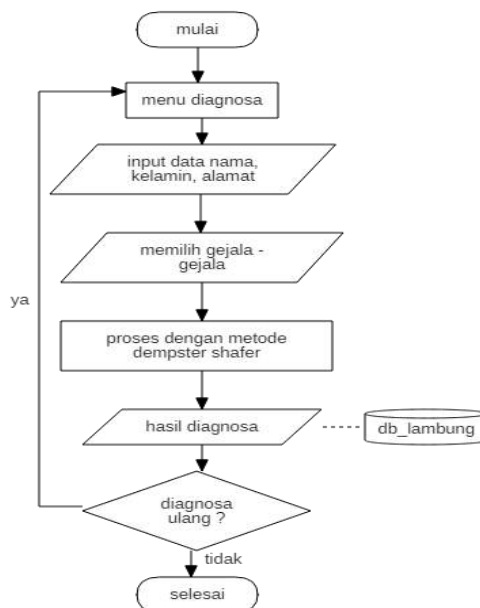 mulai
menu diagnosa
input data nama,
kelamin, alamat
memilih gejala -
gejala
ya
proses dengan metode
dempster shafer
hasil diagnosa
db_lambung
diagnosa
ulang ?
tidak
selesai